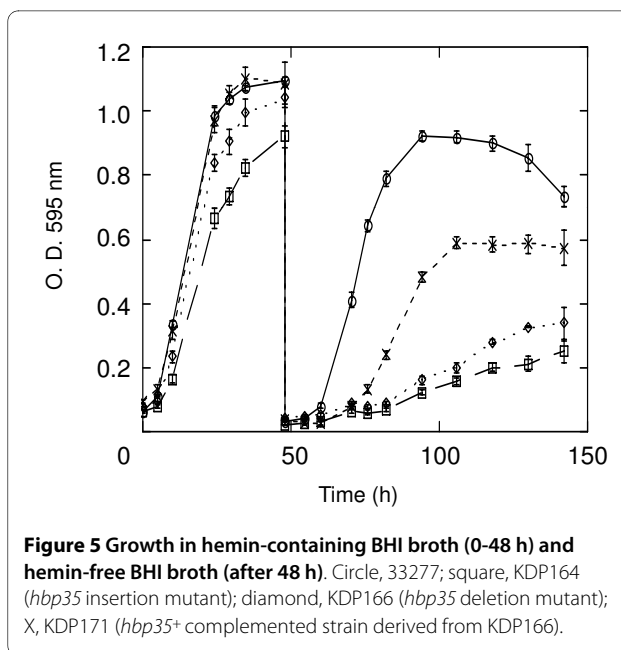 1.2
1.0
0.8
0.6
0.4
0.2
O. D. 595 nm
0 50 100 150
Time (h)
Figure 5 Growth in hemin-containing BHI broth (0-48 h) and
hemin-free BHI broth (after 48 h). Circle, 33277; square, KDP164
(hbp35 insertion mutant); diamond, KDP166 (hbp35 deletion mutant);
X, KDP171 (hbp35+ complemented strain derived from KDP166).